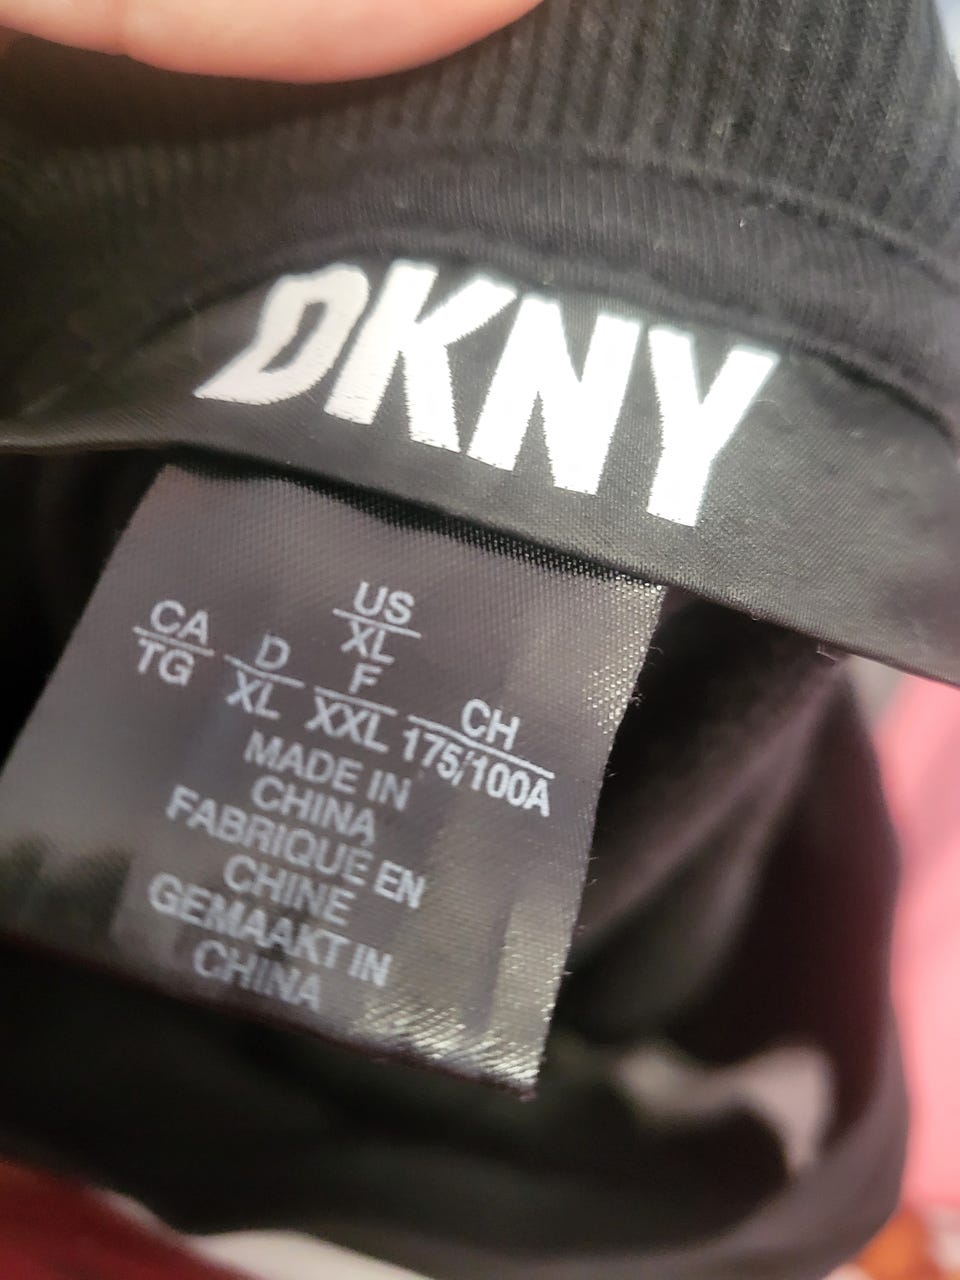 DKNY
US
XL
CA
TG
D
XL
F
XXL
CH
175/100A
MADE IN
CHINA
FABRIQUE EN
CHINE
GEMAAKT IN
CHINA